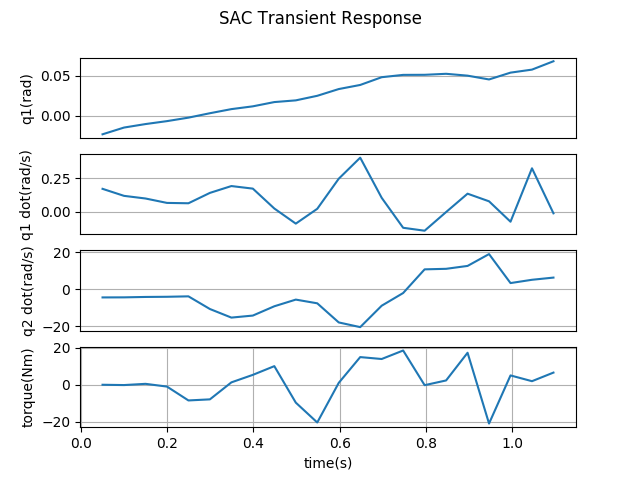 SAC Transient Response
0.05
0.00
q1(rad)
0.25
0.00
q1 dot(rad/s)
20
0
−20
q2 dot(rad/s)
20
0
−20
torque(Nm)
0.0 0.2 0.4 0.6 0.8 1.0
time(s)